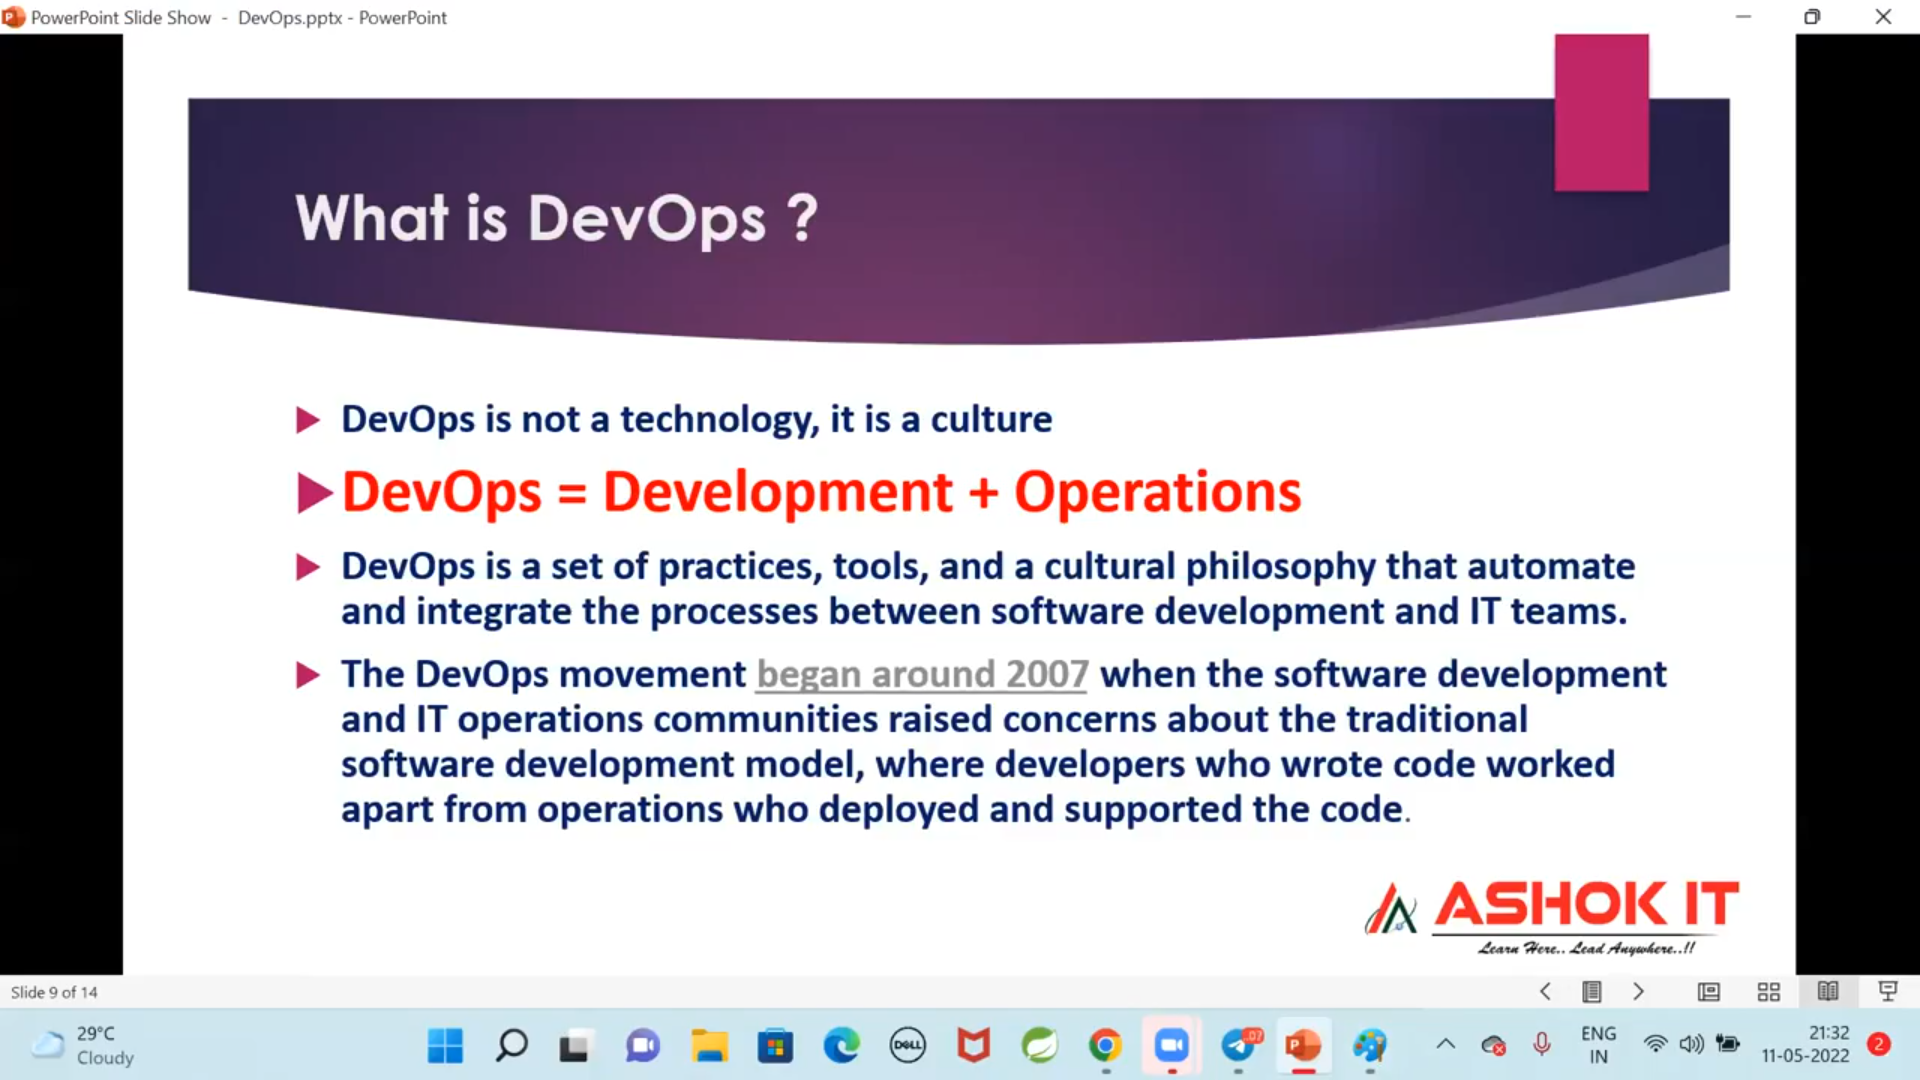 PowerPoint Slide Show - DevOps.pptx - PowerPoint
What is DevOps ?
DevOps is not a technology, it is a culture
DevOps = Development + Operations
DevOps is a set of practices, tools, and a cultural philosophy that automate
and integrate the processes between software development and IT teams.
The DevOps movement began around 2007 when the software development
and IT operations communities raised concerns about the traditional
software development model, where developers who wrote code worked
apart from operations who deployed and supported the code.
ASHOK IT
Learn Here.. Lead Anywhere..!!
Slide 9 of 14
29°C
Cloudy
DELL
.07
ENG
IN
21:32
11-05-2022
2